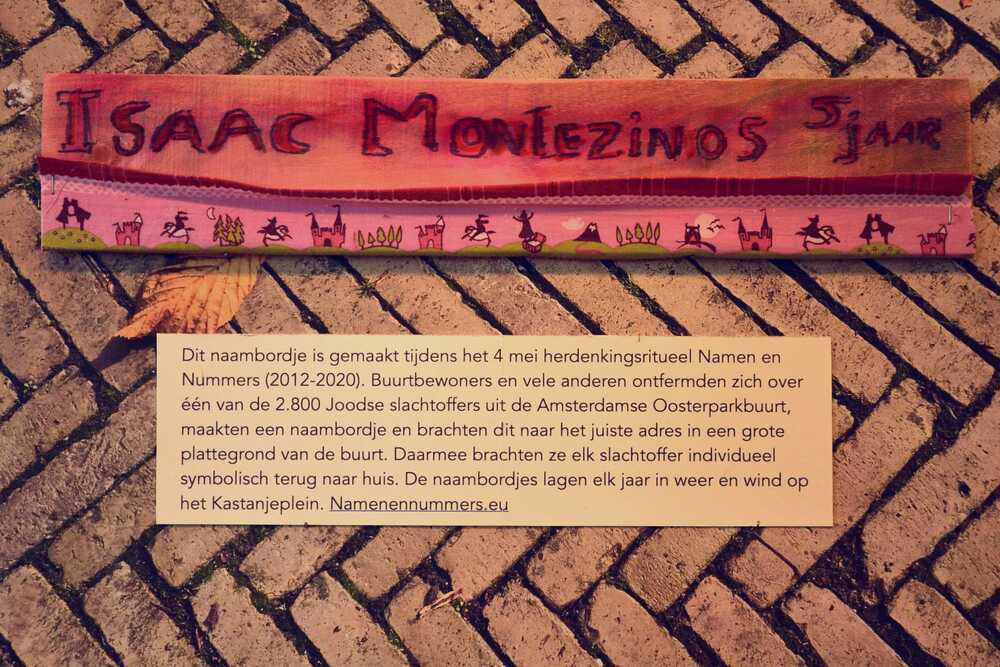 ISAAC MONTEZINOS 5 JAAR
Dit naambordje is gemaakt tijdens het 4 mei herdenkingsritueel Namen en
Nummers (2012-2020). Buurtbewoners en vele anderen ontfermden zich over
één van de 2.800 Joodse slachtoffers uit de Amsterdamse Oosterparkbuurt,
maakten een naambordje en brachten dit naar het juiste adres in een grote
plattegrond van de buurt. Daarmee brachten ze elk slachtoffer individueel
symbolisch terug naar huis. De naambordjes lagen elk jaar in weer en wind op
het Kastanjeplein. Namenennummers.eu